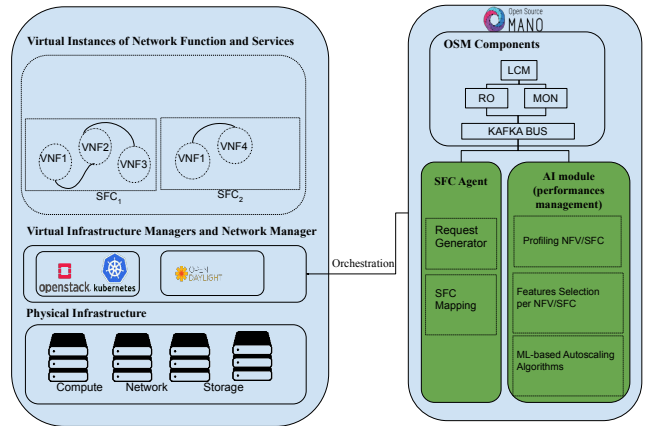 Virtual Instances of Network Function and Services
VNF1
VNF2
VNF3
SFC1
VNF1
VNF4
SFC2
Virtual Infrastructure Managers and Network Manager
openstack.
kubernetes
OPEN
DAYLIGHT
Physical Infrastructure
Compute
Network
Storage
Orchestration
Open Source
MANO
OSM Components
LCM
RO
MON
KAFKA BUS
SFC Agent
Request
Generator
SFC
Mapping
AI module
(performances
management)
Profiling NFV/SFC
Features Selection
per NFV/SFC
ML-based Autoscaling
Algorithms